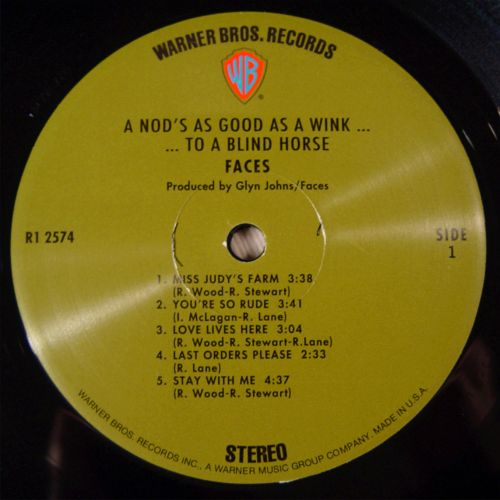 WARNER BROS. RECORDS
WB
®
A NOD'S AS GOOD AS A WINK ...
... TO A BLIND HORSE
FACES
Produced by Glyn Johns/Faces
R1 2574
SIDE
1
1. MISS JUDY'S FARM 3:38
(R. Wood-R. Stewart)
2. YOU'RE SO RUDE 3:41
(I. McLagan-R. Lane)
3. LOVE LIVES HERE 3:04
(R. Wood-R. Stewart-R.Lane)
4. LAST ORDERS PLEASE 2:33
(R. Lane)
5. STAY WITH ME 4:37
(R. Wood-R. Stewart)
STEREO
WARNER BROS. RECORDS INC., A WARNER MUSIC GROUP COMPANY. MADE IN U.S.A.